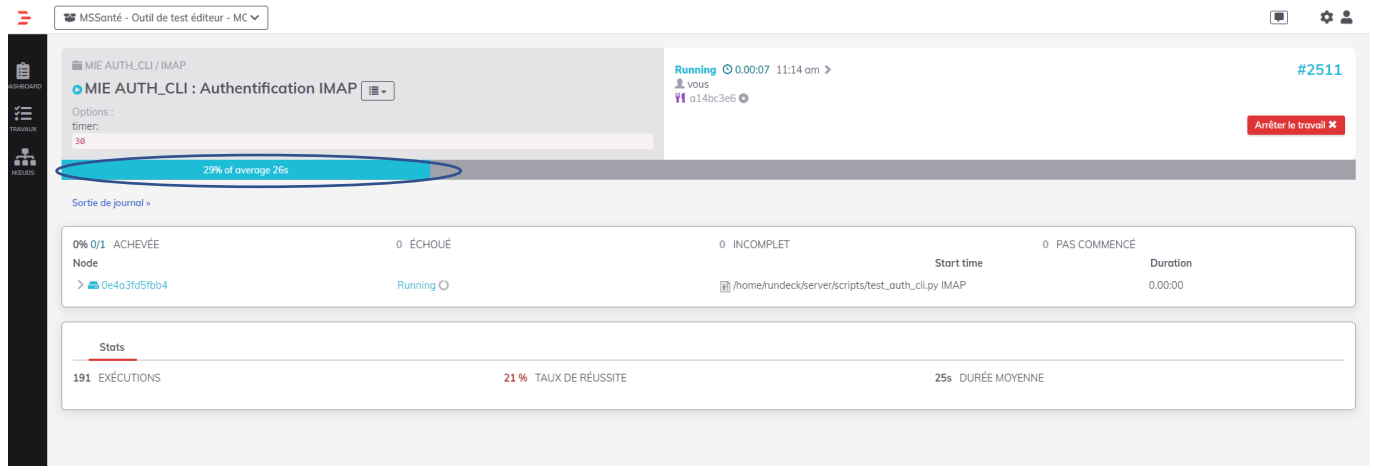 MSSanté - Outil de test éditeur - MC
DASHBOARD
TRAVAUX
NŒUDS
MIE AUTH_CLI / IMAP
MIE AUTH_CLI : Authentification IMAP
Options :
timer:
30
Running 0.00:07 11:14 am
vous
a14bc3e6
#2511
Arrêter le travail ✖
29% of average 26s
Sortie de journal »
0% 0/1 ACHEVÉE 0 ÉCHOUÉ 0 INCOMPLET 0 PAS COMMENCÉ
Node Start time Duration
0e4a3fd5fbb4 Running /home/rundeck/server/scripts/test_auth_cli.py IMAP 0.00:00
Stats
191 EXÉCUTIONS 21 % TAUX DE RÉUSSITE 25s DURÉE MOYENNE